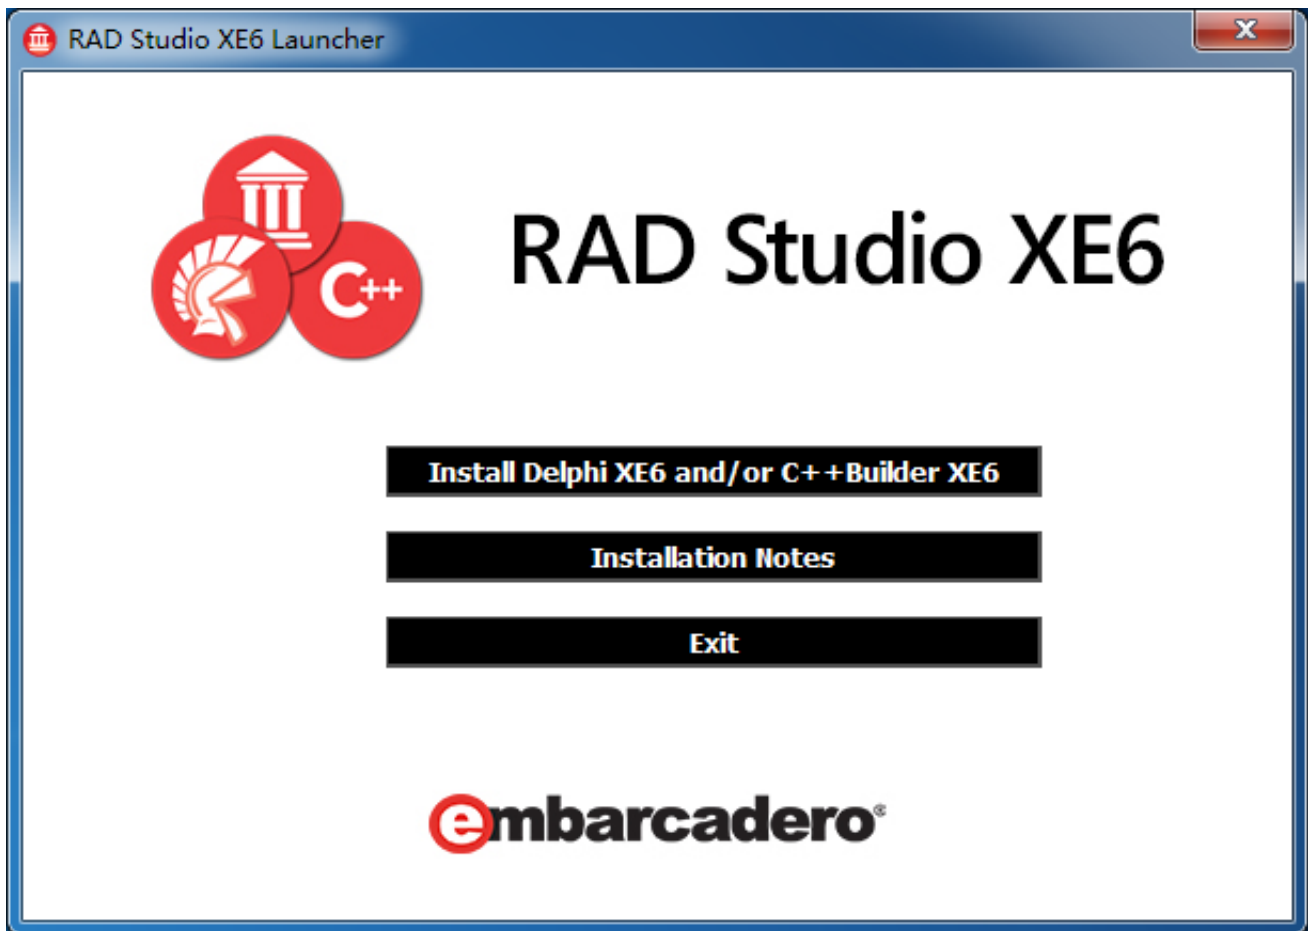 RAD Studio XE6 Launcher
C++
RAD Studio XE6
Install Delphi XE6 and/or C++Builder XE6
Installation Notes
Exit
embarcadero®